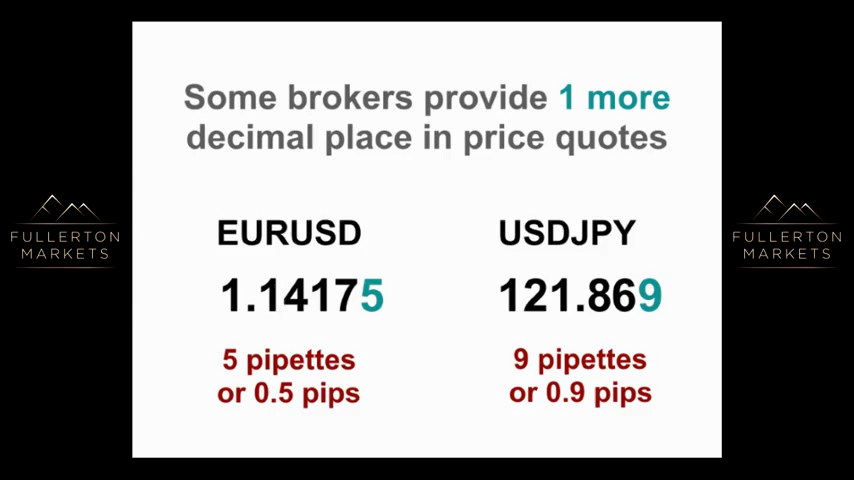 Some brokers provide 1 more
decimal place in price quotes
EURUSD
USDJPY
1.14175
121.869
5 pipettes
or 0.5 pips
9 pipettes
or 0.9 pips
FULLERTON
MARKETS
FULLERTON
MARKETS